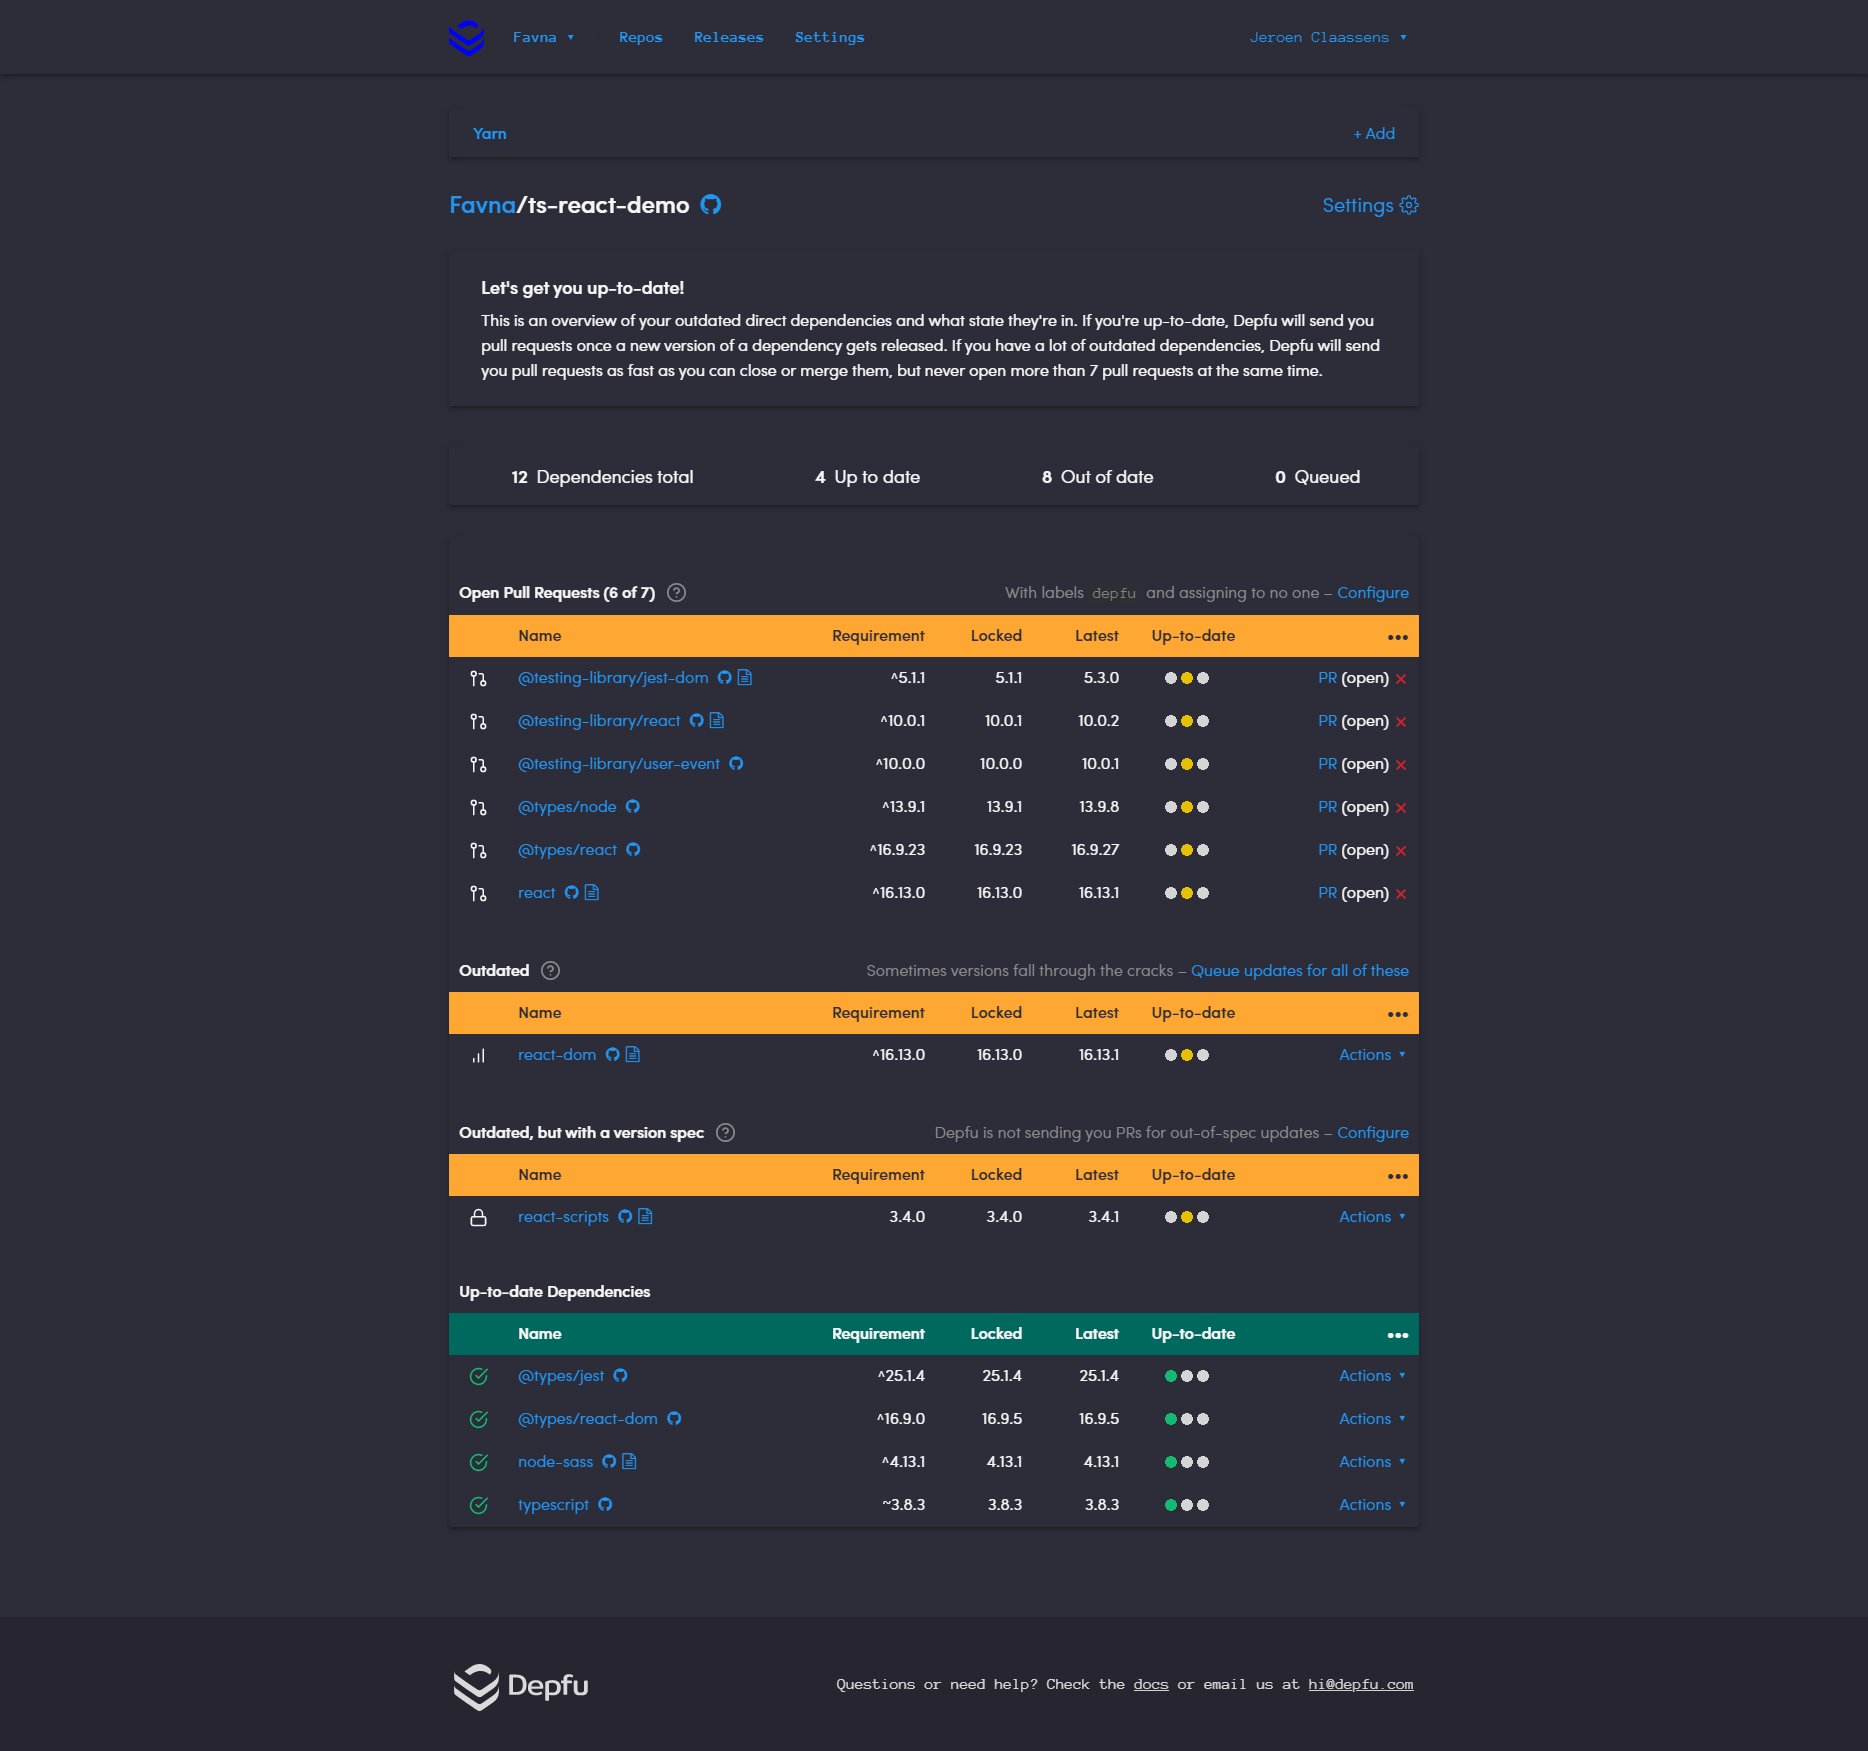 Favna ▾ Repos Releases Settings Jeroen Claassens ▾
Yarn + Add
Favna/ts-react-demo Settings
Let's get you up-to-date!
This is an overview of your outdated direct dependencies and what state they're in. If you're up-to-date, Depfu will send you
pull requests once a new version of a dependency gets released. If you have a lot of outdated dependencies, Depfu will send
you pull requests as fast as you can close or merge them, but never open more than 7 pull requests at the same time.
12 Dependencies total 4 Up to date 8 Out of date 0 Queued
Open Pull Requests (6 of 7) ? With labels depfu and assigning to no one – Configure
Name Requirement Locked Latest Up-to-date •••
@testing-library/jest-dom ^5.1.1 5.1.1 5.3.0 PR (open) ×
@testing-library/react ^10.0.1 10.0.1 10.0.2 PR (open) ×
@testing-library/user-event ^10.0.0 10.0.0 10.0.1 PR (open) ×
@types/node ^13.9.1 13.9.1 13.9.8 PR (open) ×
@types/react ^16.9.23 16.9.23 16.9.27 PR (open) ×
react ^16.13.0 16.13.0 16.13.1 PR (open) ×
Outdated ? Sometimes versions fall through the cracks – Queue updates for all of these
Name Requirement Locked Latest Up-to-date •••
react-dom ^16.13.0 16.13.0 16.13.1 Actions ▾
Outdated, but with a version spec ? Depfu is not sending you PRs for out-of-spec updates – Configure
Name Requirement Locked Latest Up-to-date •••
react-scripts 3.4.0 3.4.0 3.4.1 Actions ▾
Up-to-date Dependencies
Name Requirement Locked Latest Up-to-date •••
@types/jest ^25.1.4 25.1.4 25.1.4 Actions ▾
@types/react-dom ^16.9.0 16.9.5 16.9.5 Actions ▾
node-sass ^4.13.1 4.13.1 4.13.1 Actions ▾
typescript ~3.8.3 3.8.3 3.8.3 Actions ▾
Depfu Questions or need help? Check the docs or email us at hi@depfu.com